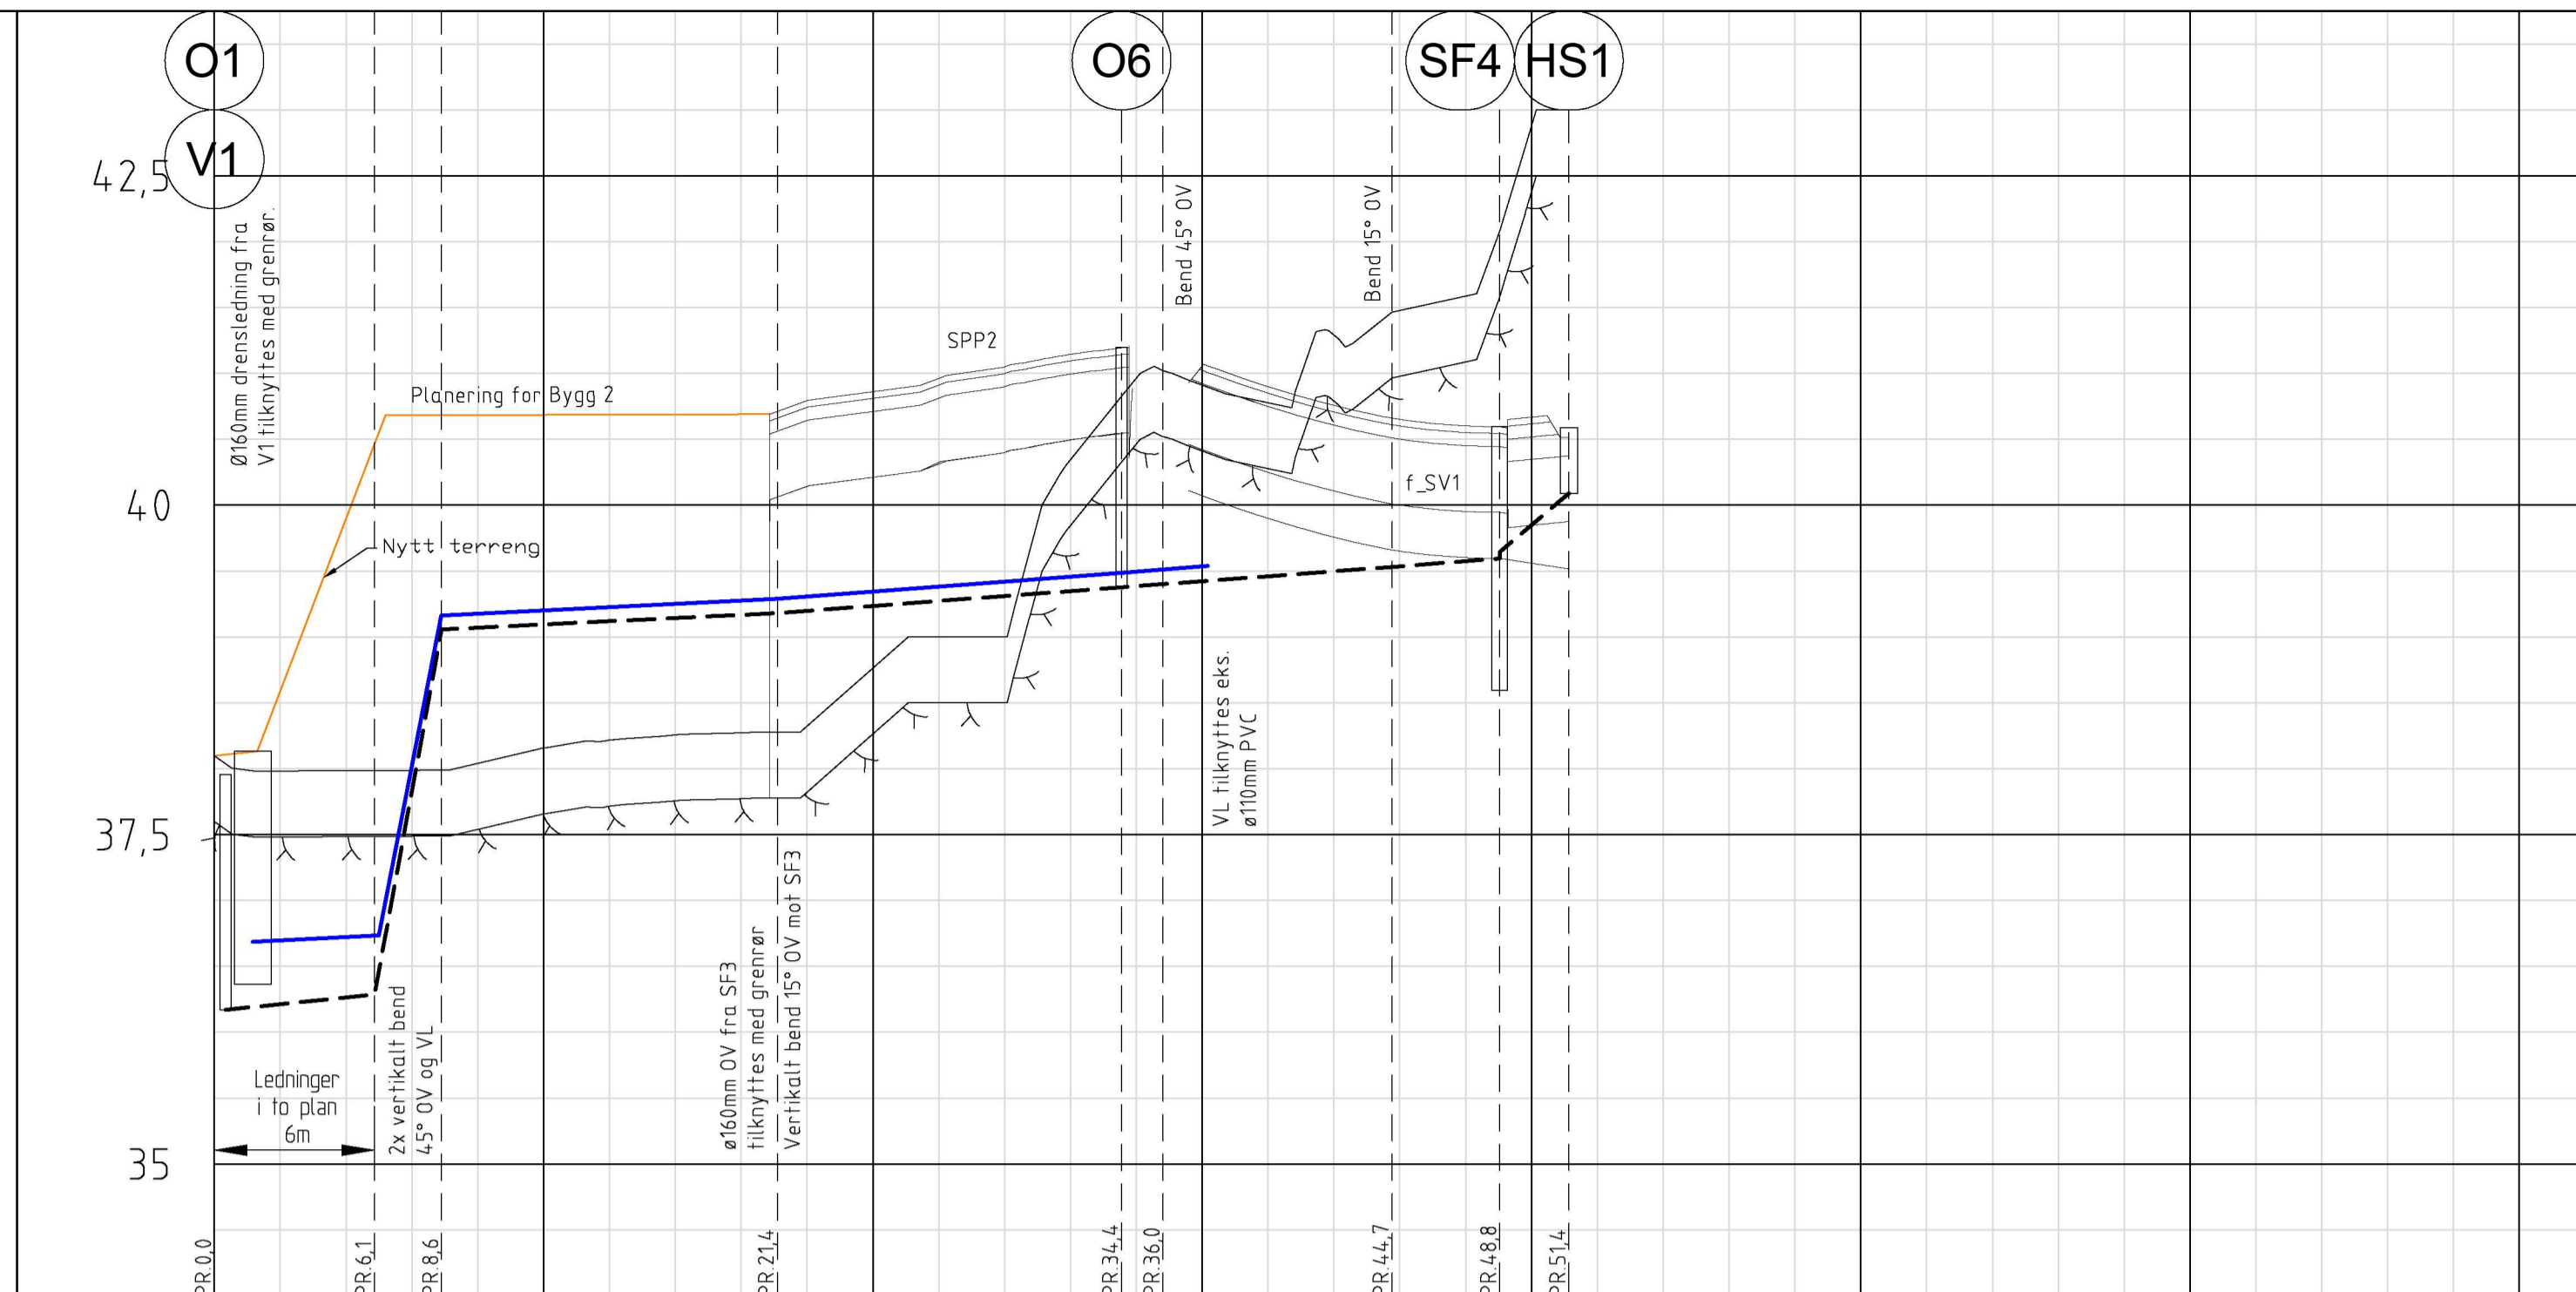 O1
O6
SF4
HS1
V1
42,5
40
37,5
35
Ø160mm drensledning fra
V1 tilknyttes med grenrør.
Planering for Bygg 2
Nytt terreng
SPP2
Bend 45° OV
Bend 15° OV
f_SV1
VL tilknyttes eks.
ø110mm PVC
Ledninger
i to plan
6m
2x vertikalt bend
45° OV og VL
ø160mm OV fra SF3
tilknyttes med grenrør
Vertikalt bend 15° OV mot SF3
PR.0,0
PR.6,1
PR.8,6
PR.21,4
PR.34,4
PR.36,0
PR.44,7
PR.48,8
PR.51,4